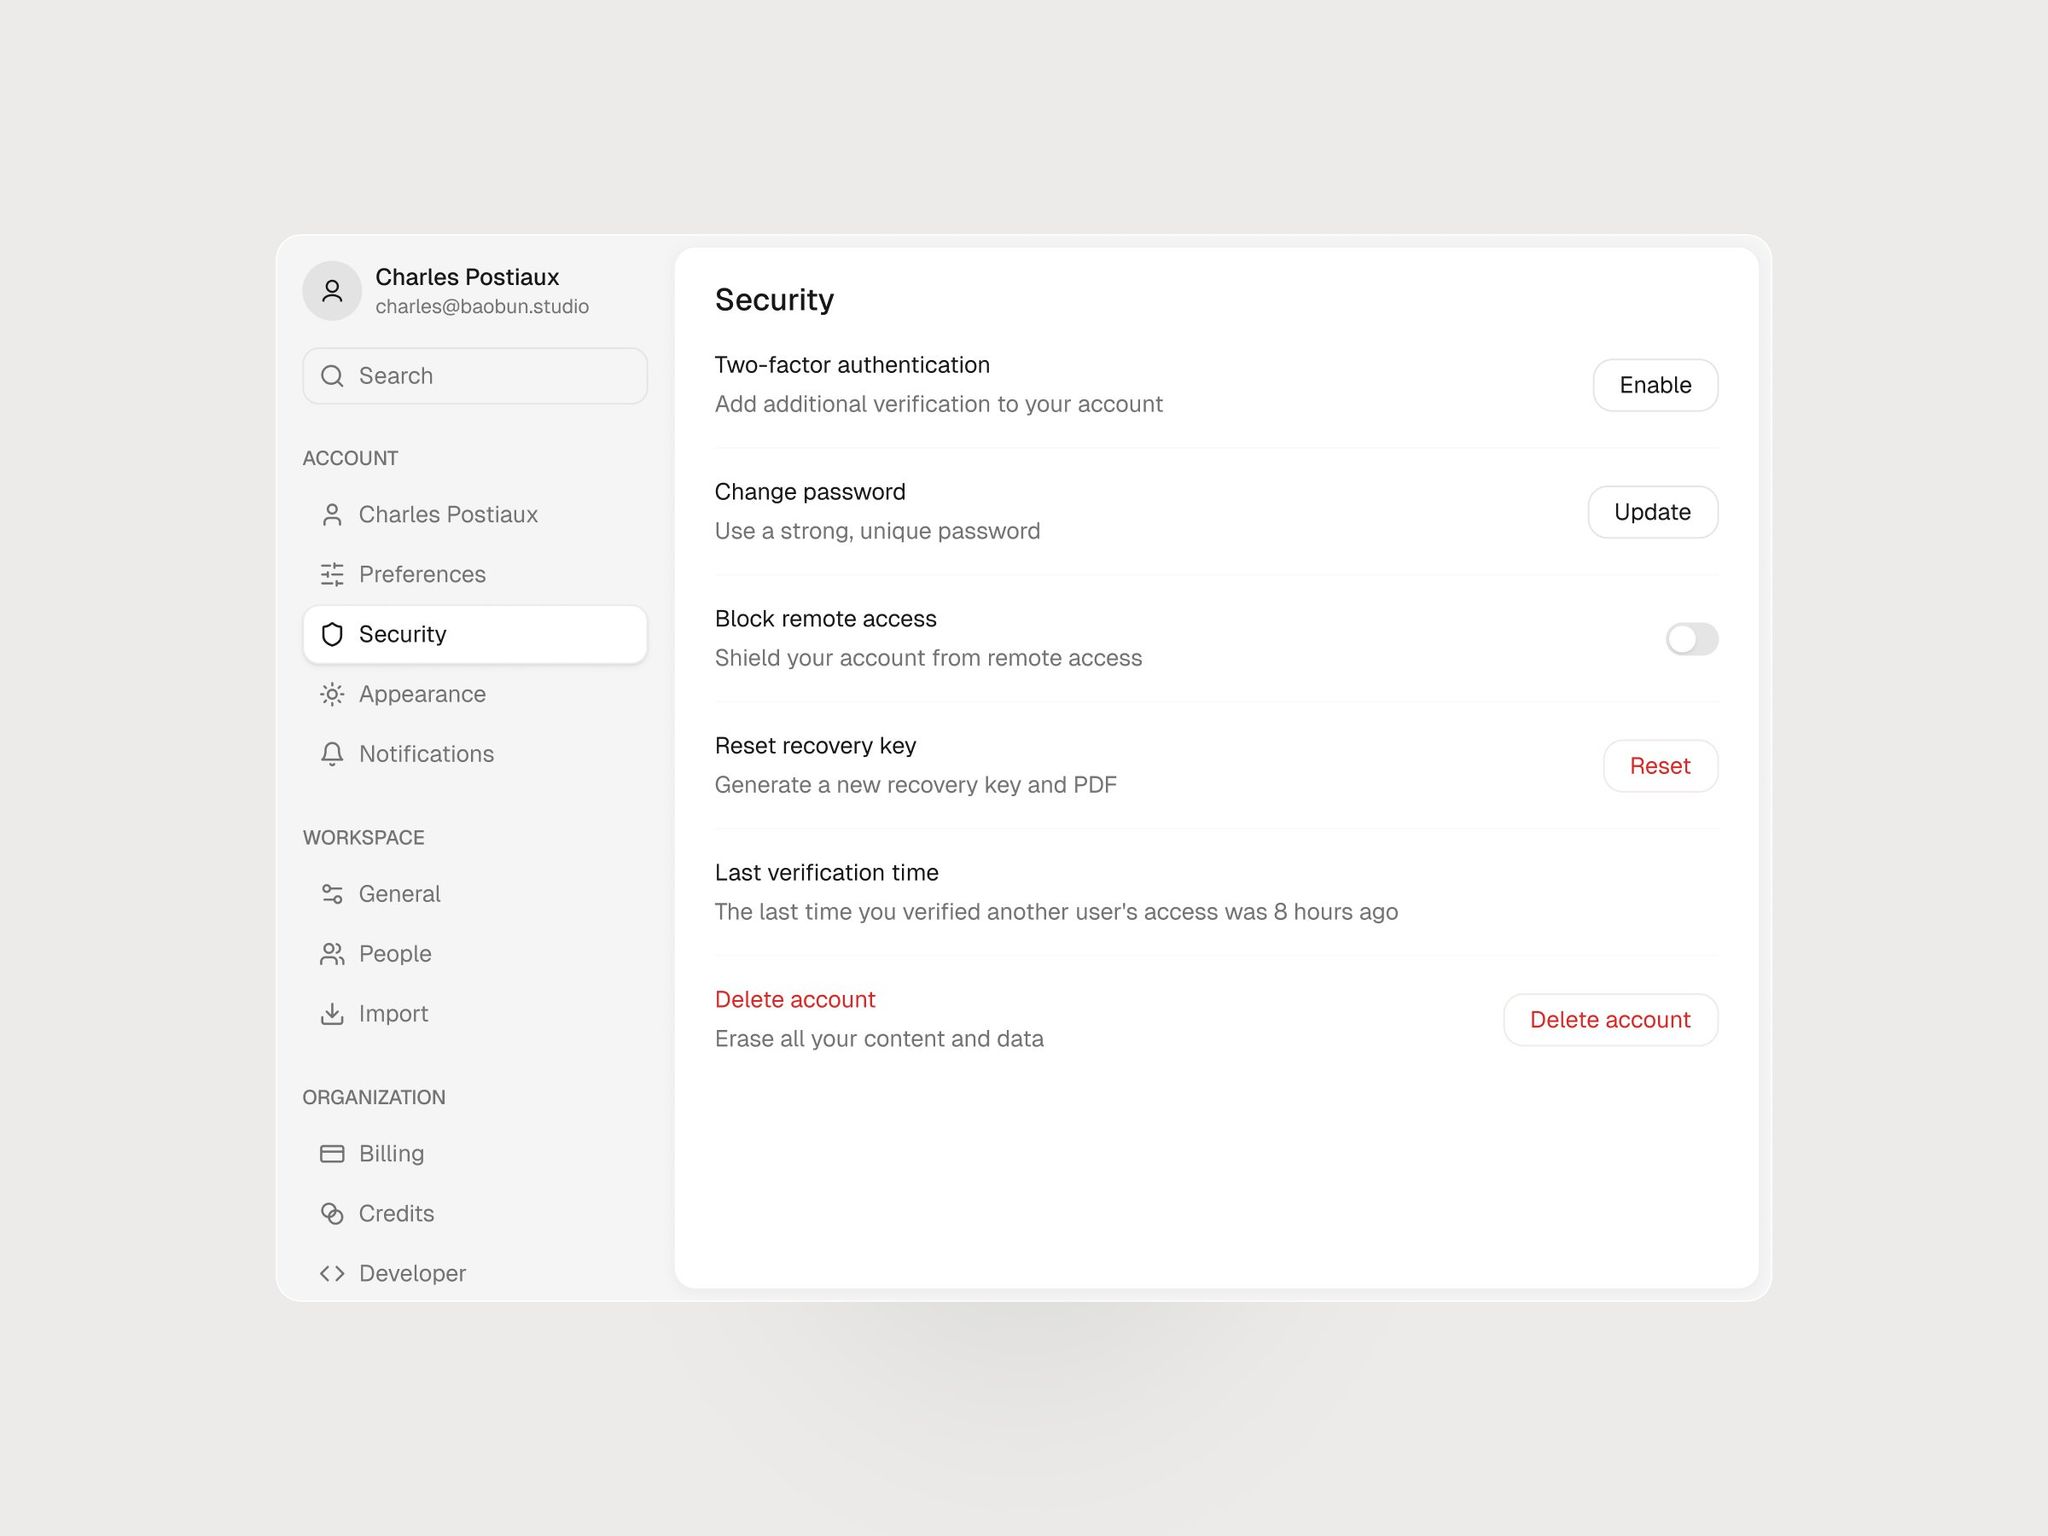 Charles Postiaux
charles@baobun.studio
Search
ACCOUNT
Charles Postiaux
Preferences
Security
Appearance
Notifications
WORKSPACE
General
People
Import
ORGANIZATION
Billing
Credits
Developer
Security
Two-factor authentication
Add additional verification to your account
Enable
Change password
Use a strong, unique password
Update
Block remote access
Shield your account from remote access
Reset recovery key
Generate a new recovery key and PDF
Reset
Last verification time
The last time you verified another user's access was 8 hours ago
Delete account
Erase all your content and data
Delete account